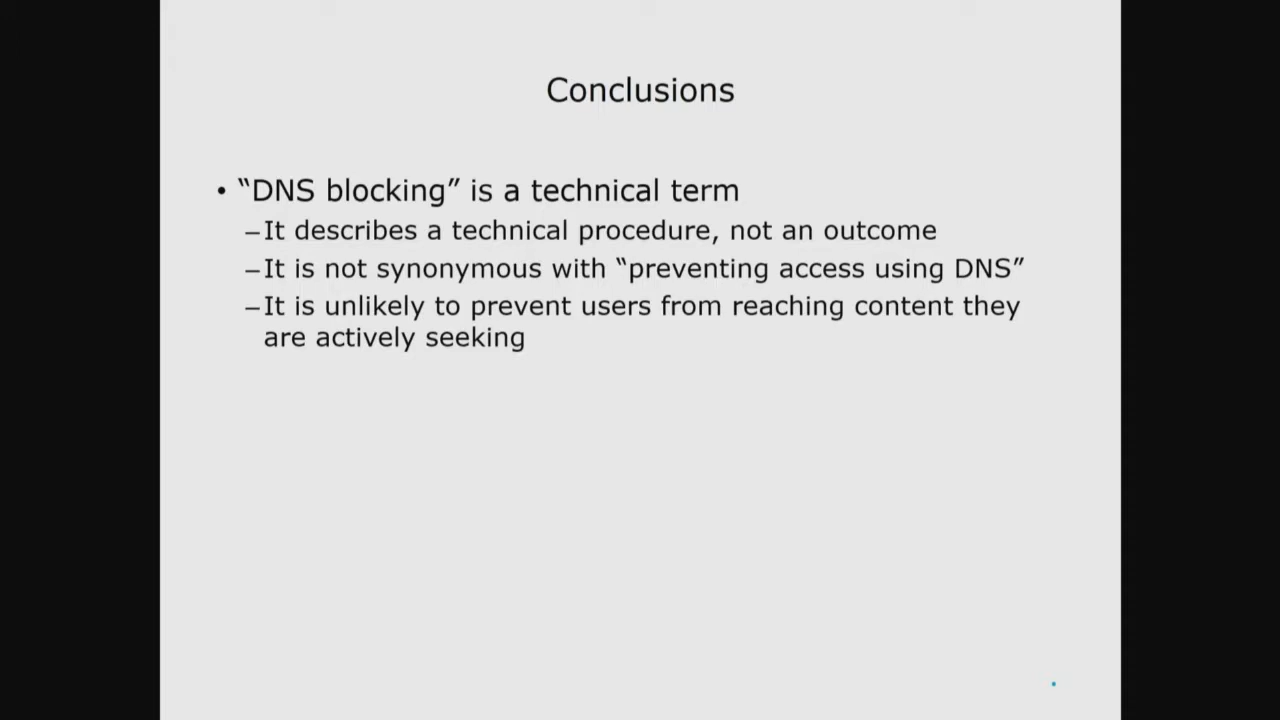 Conclusions
• “DNS blocking” is a technical term
–It describes a technical procedure, not an outcome
–It is not synonymous with “preventing access using DNS”
–It is unlikely to prevent users from reaching content they
are actively seeking